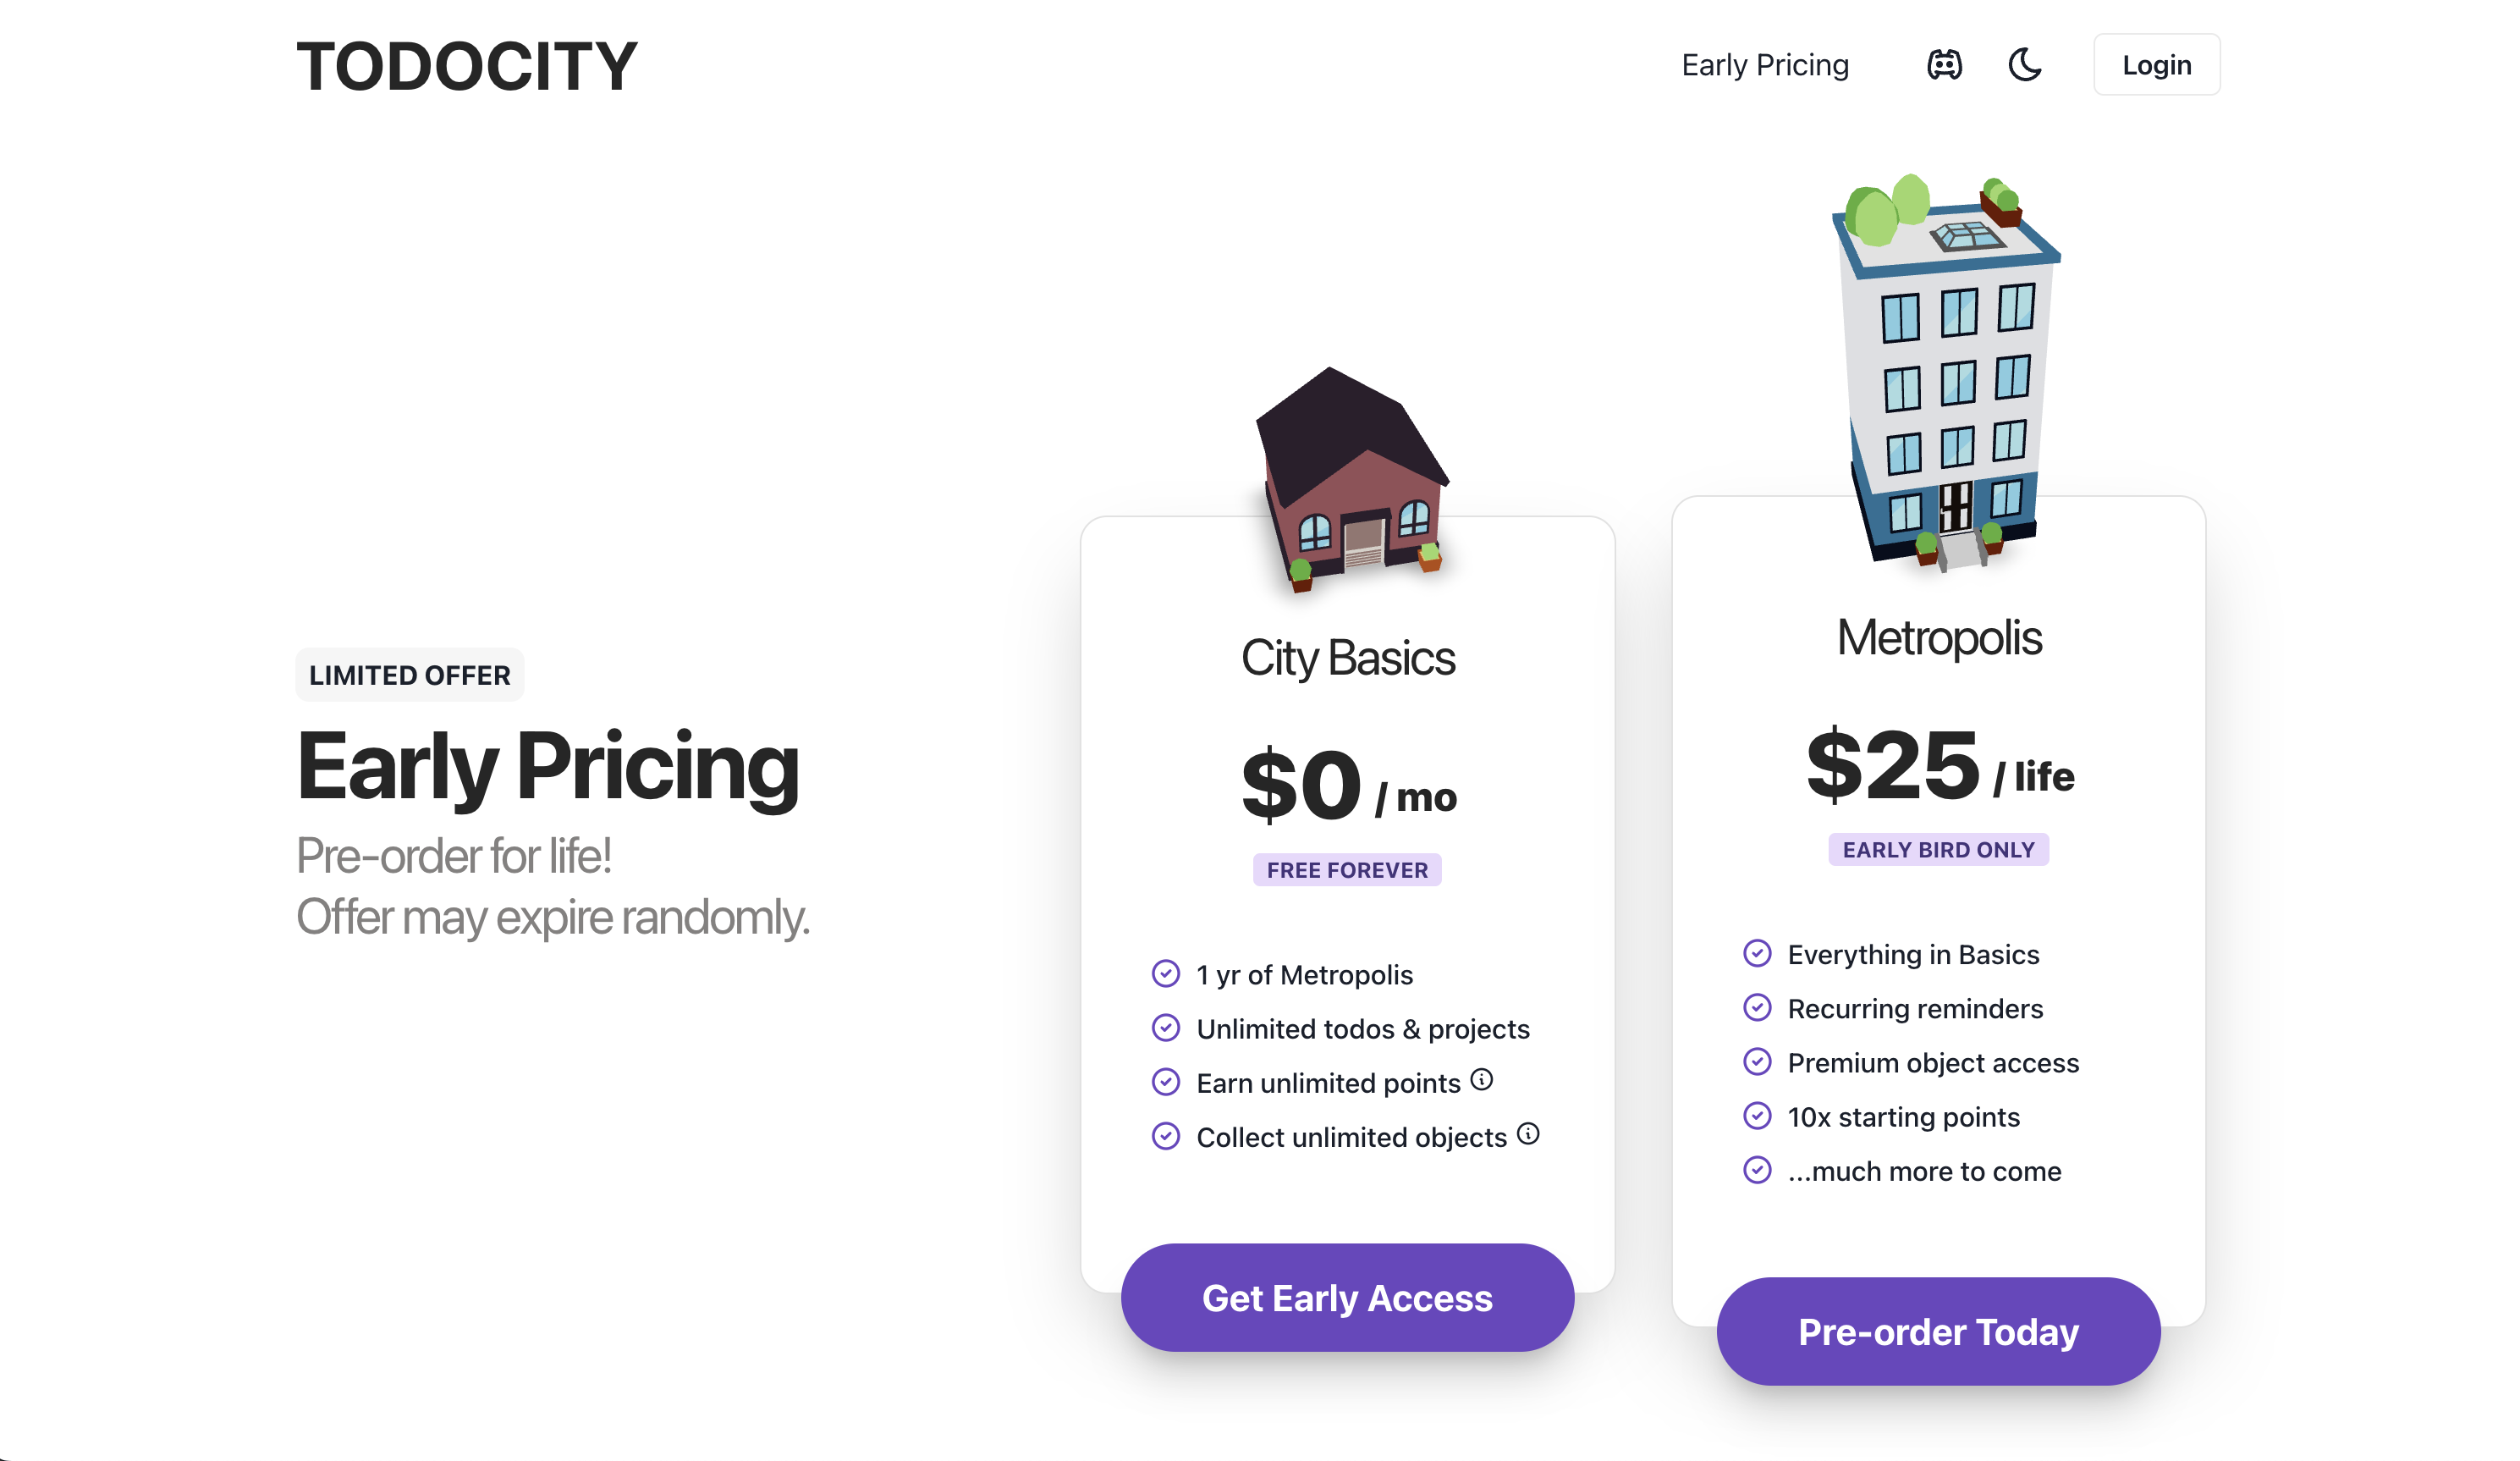 TODOCITY
Early Pricing
Login
LIMITED OFFER
Early Pricing
Pre-order for life!
Offer may expire randomly.
City Basics
$0 / mo
FREE FOREVER
1 yr of Metropolis
Unlimited todos & projects
Earn unlimited points
Collect unlimited objects
Get Early Access
Metropolis
$25 / life
EARLY BIRD ONLY
Everything in Basics
Recurring reminders
Premium object access
10x starting points
...much more to come
Pre-order Today